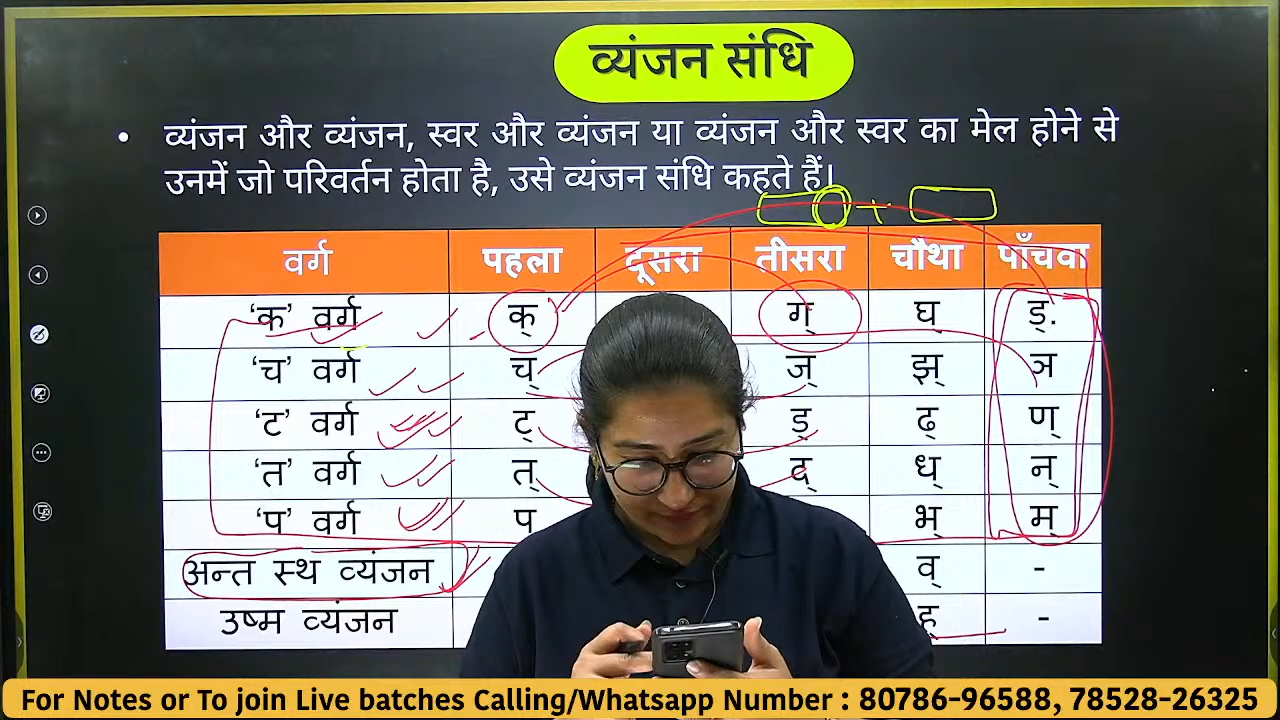 व्यंजन संधि
• व्यंजन और व्यंजन, स्वर और व्यंजन या व्यंजन और स्वर का मेल होने से
उनमें जो परिवर्तन होता है, उसे व्यंजन संधि कहते हैं।
वर्ग पहला दूसरा तीसरा चौथा पाँचवा
‘क’ वर्ग क् ग् घ् ड्.
‘च’ वर्ग च् ज् झ् ञ
‘ट’ वर्ग ट् ड् ढ् ण्
‘त’ वर्ग त् द् ध् न्
‘प’ वर्ग प भ् म्
अन्त स्थ व्यंजन व् -
उष्म व्यंजन ह् -
For Notes or To join Live batches Calling/Whatsapp Number : 80786-96588, 78528-26325